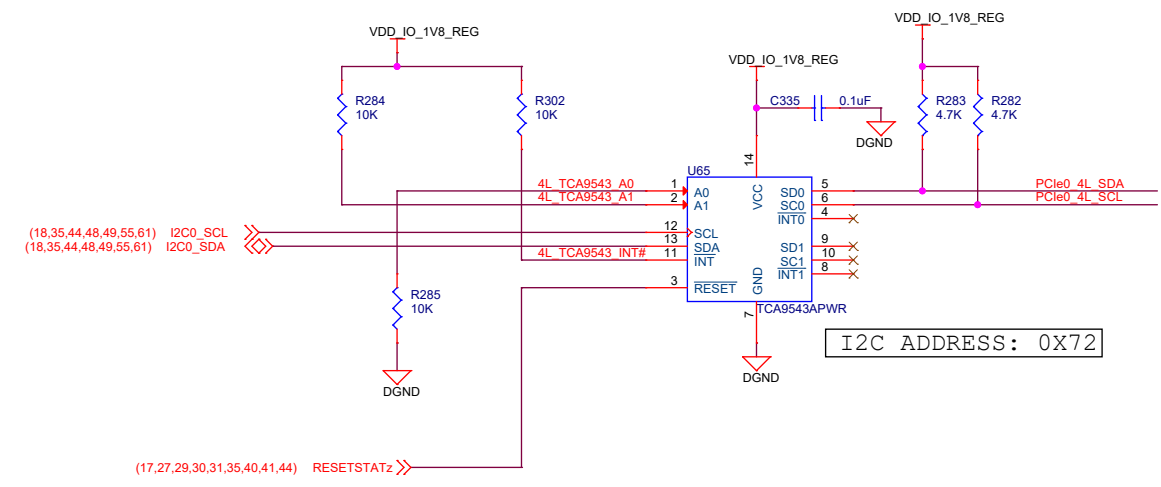 VDD_IO_1V8_REG
VDD_IO_1V8_REG
VDD_IO_1V8_REG
R284
10K
R302
10K
C335
0.1uF
DGND
R283
4.7K
R282
4.7K
U65
14
VCC
4L_TCA9543_A0
1
A0
4L_TCA9543_A1
2
A1
SD0
5
PCIe0_4L_SDA
SC0
6
PCIe0_4L_SCL
INT0
4
(18,35,44,48,49,55,61) I2C0_SCL
12
SCL
(18,35,44,48,49,55,61) I2C0_SDA
13
SDA
4L_TCA9543_INT#
11
INT
SD1
9
SC1
10
INT1
8
3
RESET
GND
7
TCA9543APWR
R285
10K
I2C ADDRESS: 0X72
DGND
DGND
(17,27,29,30,31,35,40,41,44) RESETSTATz